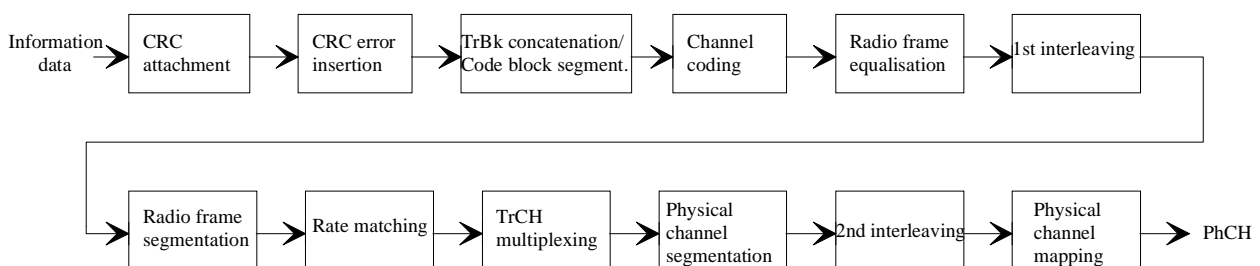 Information
data
CRC
attachment
CRC error
insertion
TrBk concatenation/
Code block segment.
Channel
coding
Radio frame
equalisation
1st interleaving
Radio frame
segmentation
Rate matching
TrCH
multiplexing
Physical
channel
segmentation
2nd interleaving
Physical
channel
mapping
PhCH